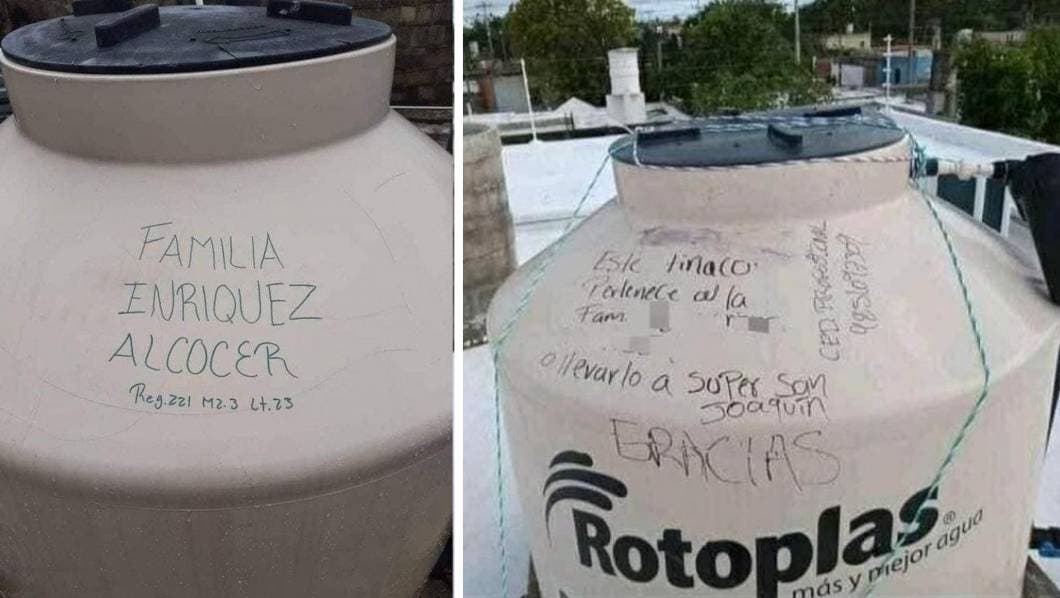 FAMILIA
INRIQUEZ
ALCOCER
Reg.221 Mz.3 Lt.23
Este tinaco
Pertenece a la
Fam.
o llevarlo a super San
Joaquin
GRACIAS
Rotoplas®
más y mejor agua